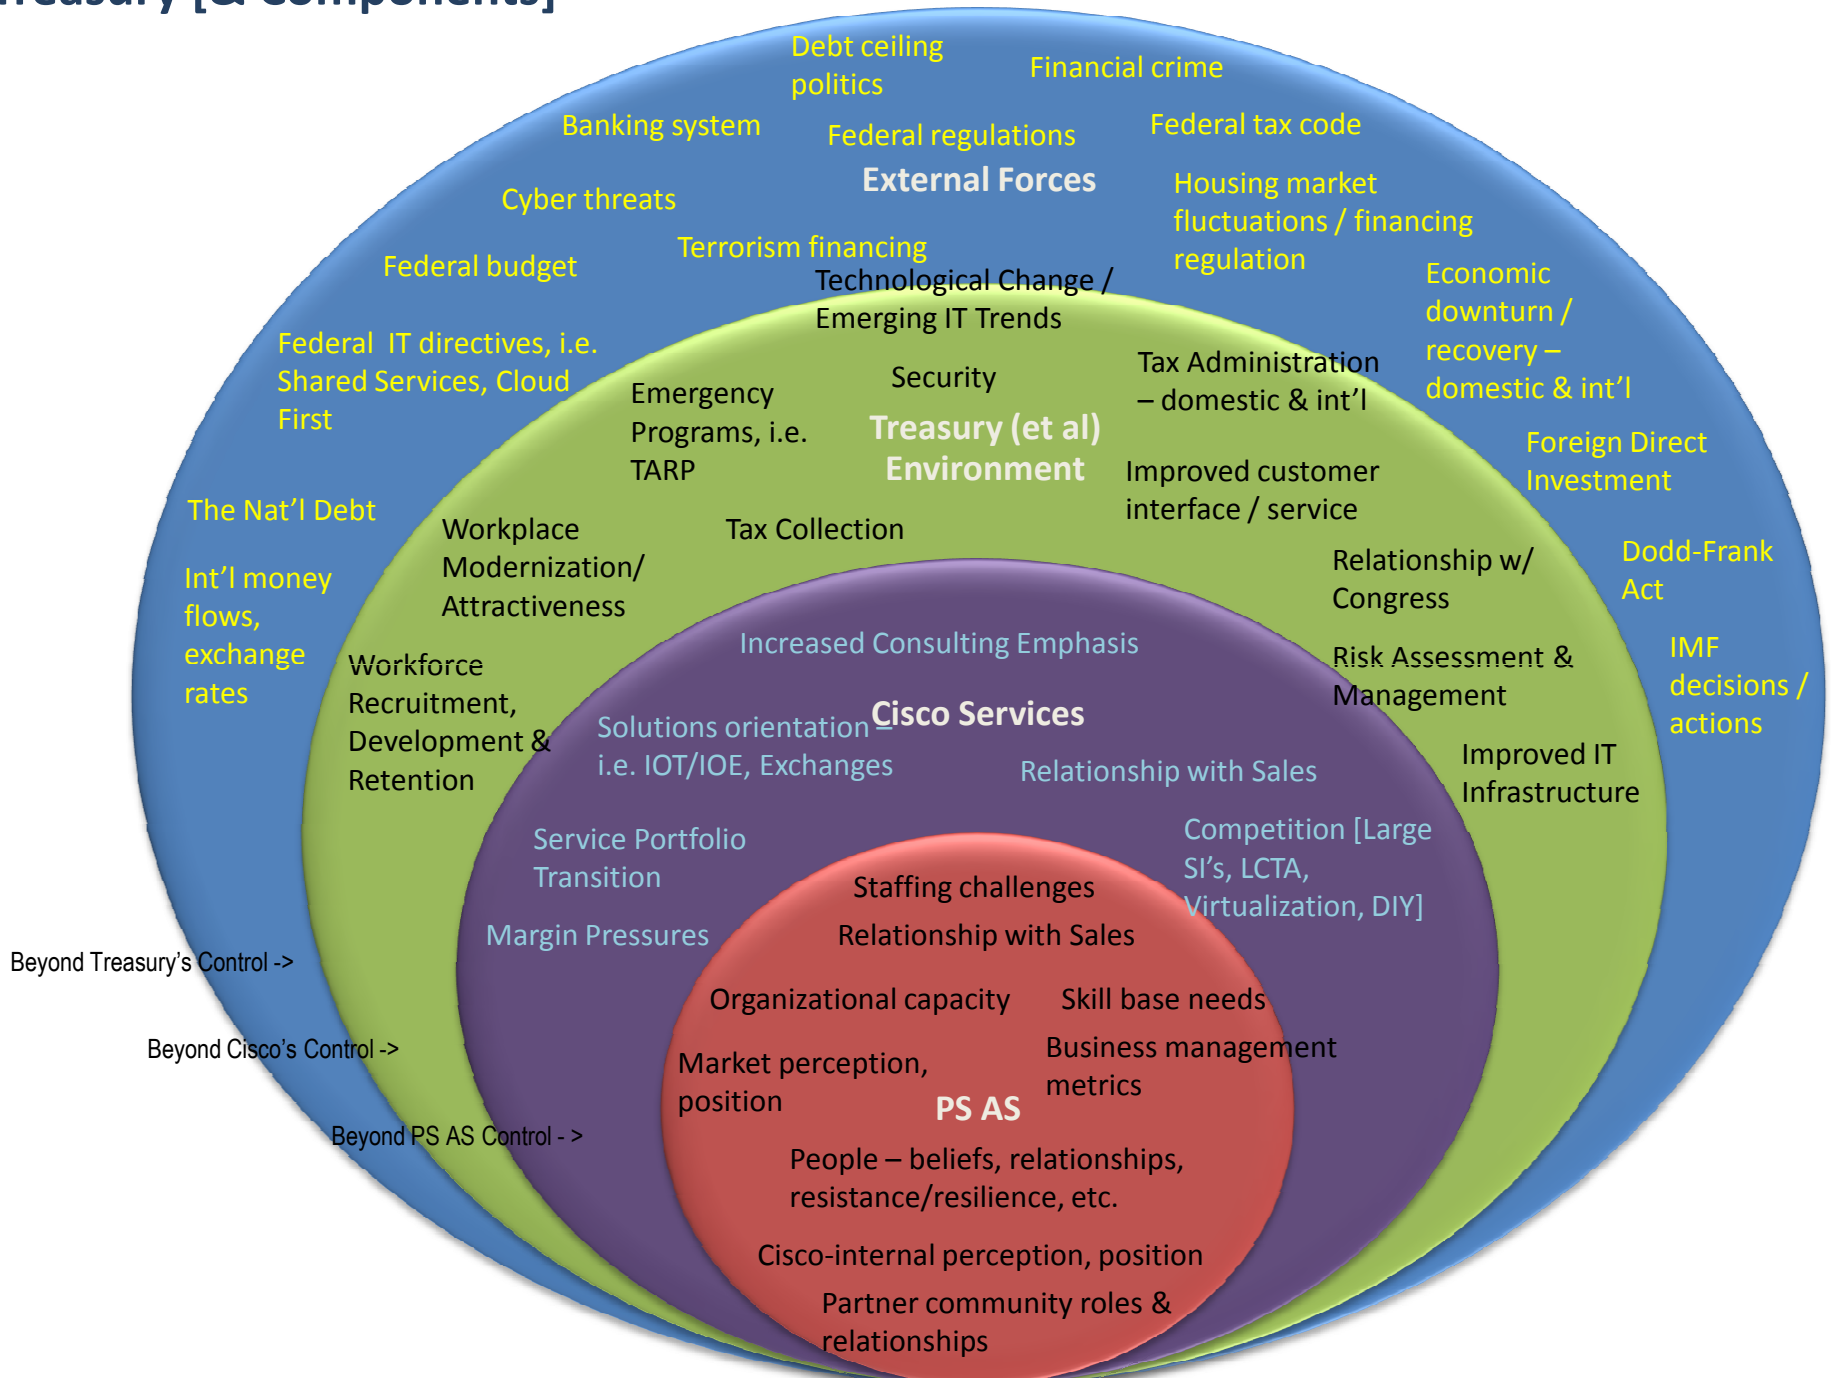 Treasury [& Components]
Debt ceiling
politics
Financial crime
Banking system
Federal regulations
Federal tax code
External Forces
Cyber threats
Housing market
fluctuations / financing
regulation
Terrorism financing
Federal budget
Economic
downturn /
recovery –
domestic & int’l
Federal  IT directives, i.e.
Shared Services, Cloud
First
Foreign Direct
Investment
The Nat’l Debt
Dodd-Frank
Act
Int’l money
flows,
exchange
rates
IMF
decisions /
actions
Technological Change /
Emerging IT Trends
Security
Tax Administration
– domestic & int’l
Emergency
Programs, i.e.
TARP
Treasury (et al)
Environment
Improved customer
interface / service
Workplace
Modernization/
Attractiveness
Tax Collection
Relationship w/
Congress
Workforce
Recruitment,
Development &
Retention
Risk Assessment &
Management
Improved IT
Infrastructure
Increased Consulting Emphasis
Cisco Services
Solutions orientation –
i.e. IOT/IOE, Exchanges
Relationship with Sales
Service Portfolio
Transition
Competition [Large
SI’s, LCTA,
Virtualization, DIY]
Margin Pressures
Staffing challenges
Relationship with Sales
Organizational capacity
Skill base needs
Market perception,
position
Business management
metrics
PS AS
People – beliefs, relationships,
resistance/resilience, etc.
Cisco-internal perception, position
Partner community roles &
relationships
Beyond Treasury’s Control ->
Beyond Cisco’s Control ->
Beyond PS AS Control - >